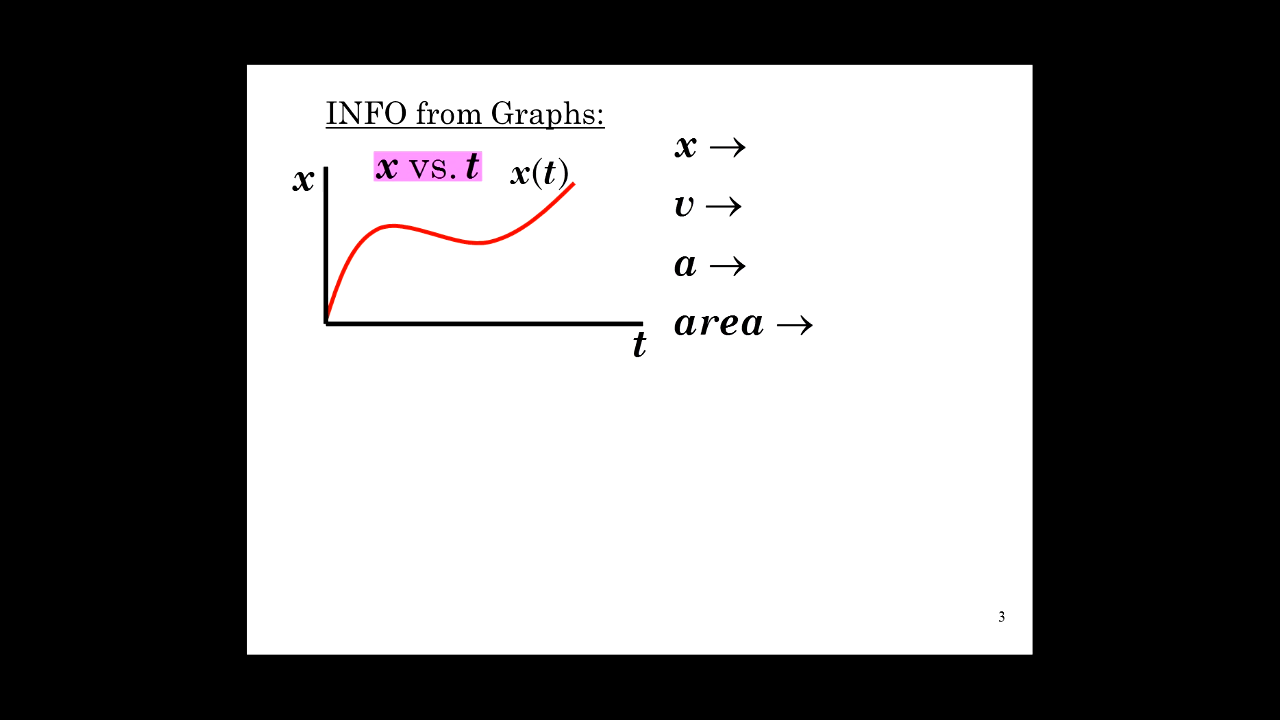 INFO from Graphs:
x vs. t
x(t)
x
t
x →
v →
a →
area →
3